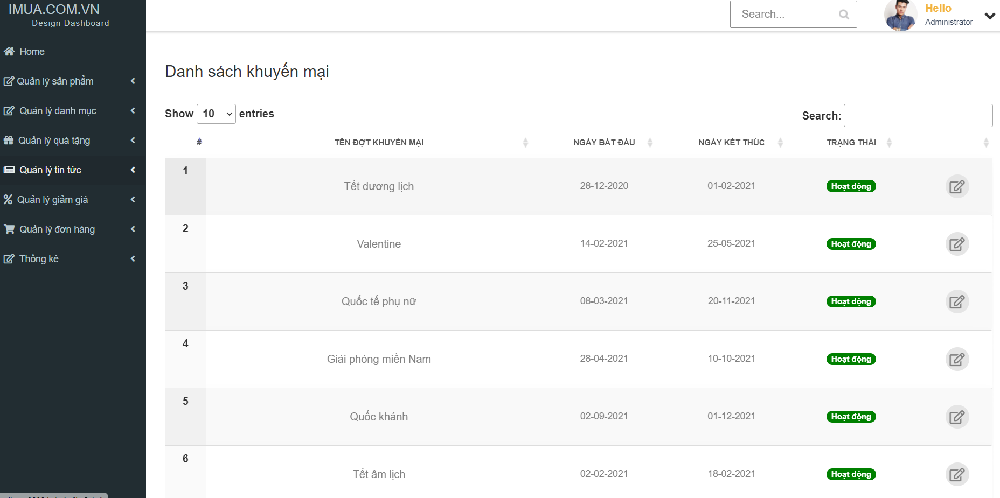 IMUA.COM.VN
Design Dashboard
Search...
Hello
Administrator
Home
Quản lý sản phẩm
Quản lý danh mục
Quản lý quà tặng
Quản lý tin tức
Quản lý giảm giá
Quản lý đơn hàng
Thống kê
Danh sách khuyến mại
Show 10 entries
Search:
# TÊN ĐỢT KHUYẾN MẠI NGÀY BẮT ĐẦU NGÀY KẾT THÚC TRẠNG THÁI
1 Tết dương lịch 28-12-2020 01-02-2021 Hoạt động
2 Valentine 14-02-2021 25-05-2021 Hoạt động
3 Quốc tế phụ nữ 08-03-2021 20-11-2021 Hoạt động
4 Giải phóng miền Nam 28-04-2021 10-10-2021 Hoạt động
5 Quốc khánh 02-09-2021 01-12-2021 Hoạt động
6 Tết âm lịch 02-02-2021 18-02-2021 Hoạt động